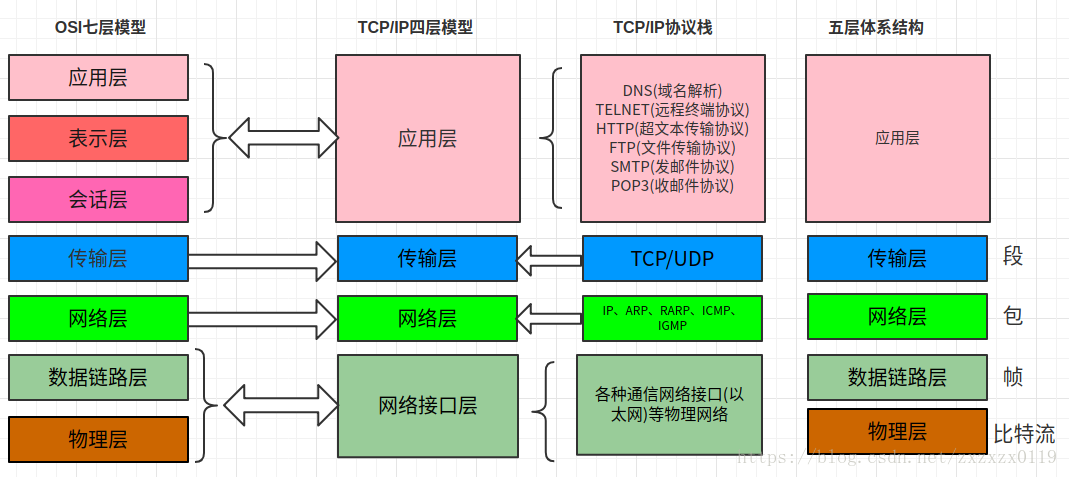 OSI七层模型
TCP/IP四层模型
TCP/IP协议栈
五层体系结构
应用层
表示层
会话层
应用层
DNS(域名解析)
TELNET(远程终端协议)
HTTP(超文本传输协议)
FTP(文件传输协议)
SMTP(发邮件协议)
POP3(收邮件协议)
应用层
传输层
传输层
TCP/UDP
传输层
段
网络层
网络层
IP、ARP、RARP、ICMP、
IGMP
网络层
包
数据链路层
物理层
网络接口层
各种通信网络接口(以
太网)等物理网络
数据链路层
帧
物理层
比特流
https://blog.csdn.net/zxzxzx0119